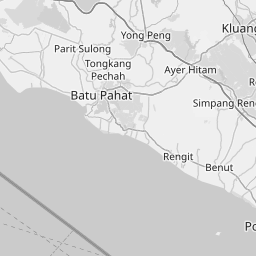 Kluang
Yong Peng
Parit Sulong
Tongkang
Pechah
Ayer Hitam
Batu Pahat
Simpang Ren
Rengit
Benut